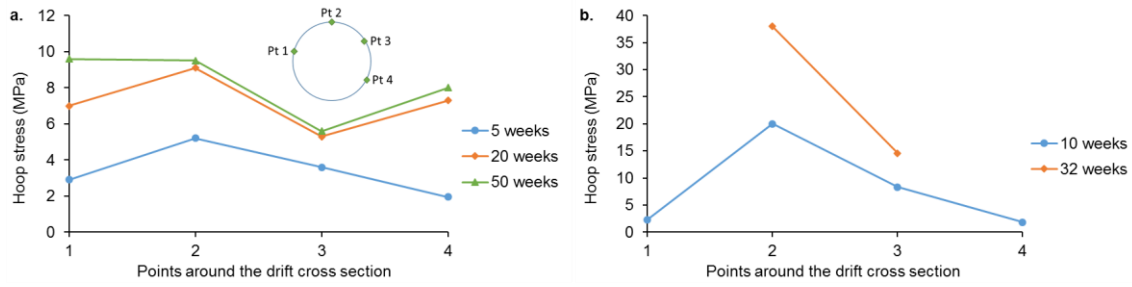 a.
Hoop stress (MPa)
12
10
8
6
4
2
0
1
2
3
4
Points around the drift cross section
Pt 1
Pt 2
Pt 3
Pt 4
5 weeks
20 weeks
50 weeks
b.
Hoop stress (MPa)
40
35
30
25
20
15
10
5
0
1
2
3
4
Points around the drift cross section
10 weeks
32 weeks